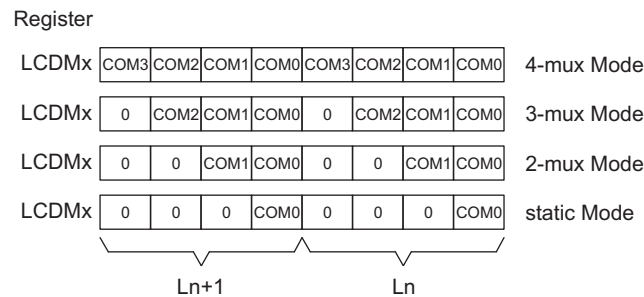 Register
LCDMx COM3 COM2 COM1 COM0 COM3 COM2 COM1 COM0 4-mux Mode
LCDMx 0 COM2 COM1 COM0 0 COM2 COM1 COM0 3-mux Mode
LCDMx 0 0 COM1 COM0 0 0 COM1 COM0 2-mux Mode
LCDMx 0 0 0 COM0 0 0 0 COM0 static Mode
Ln+1 Ln